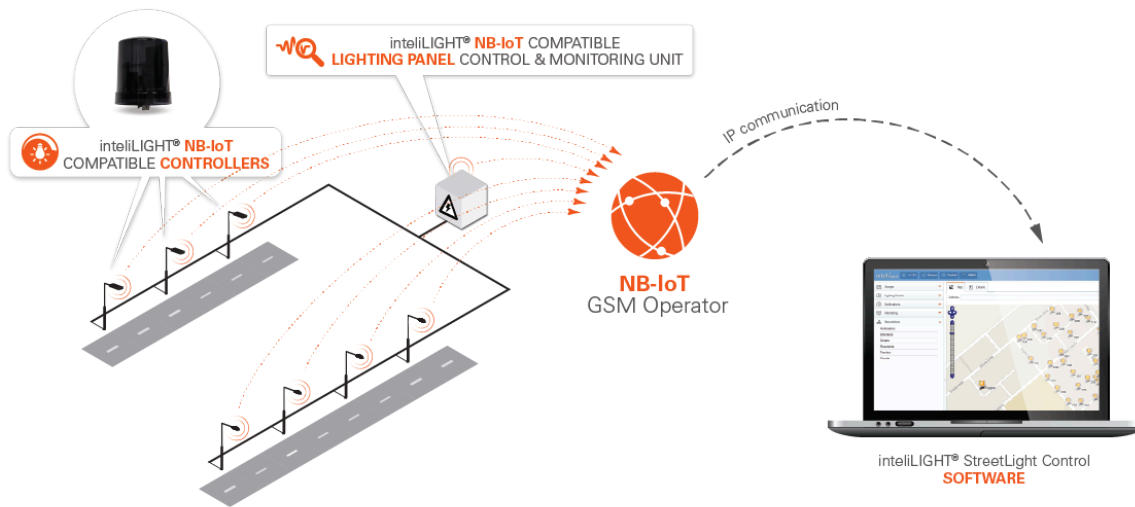 inteliLIGHT® NB-IoT COMPATIBLE
LIGHTING PANEL CONTROL & MONITORING UNIT
inteliLIGHT® NB-IoT
COMPATIBLE CONTROLLERS
IP communication
NB-IoT
GSM Operator
inteliLIGHT® StreetLight Control
SOFTWARE